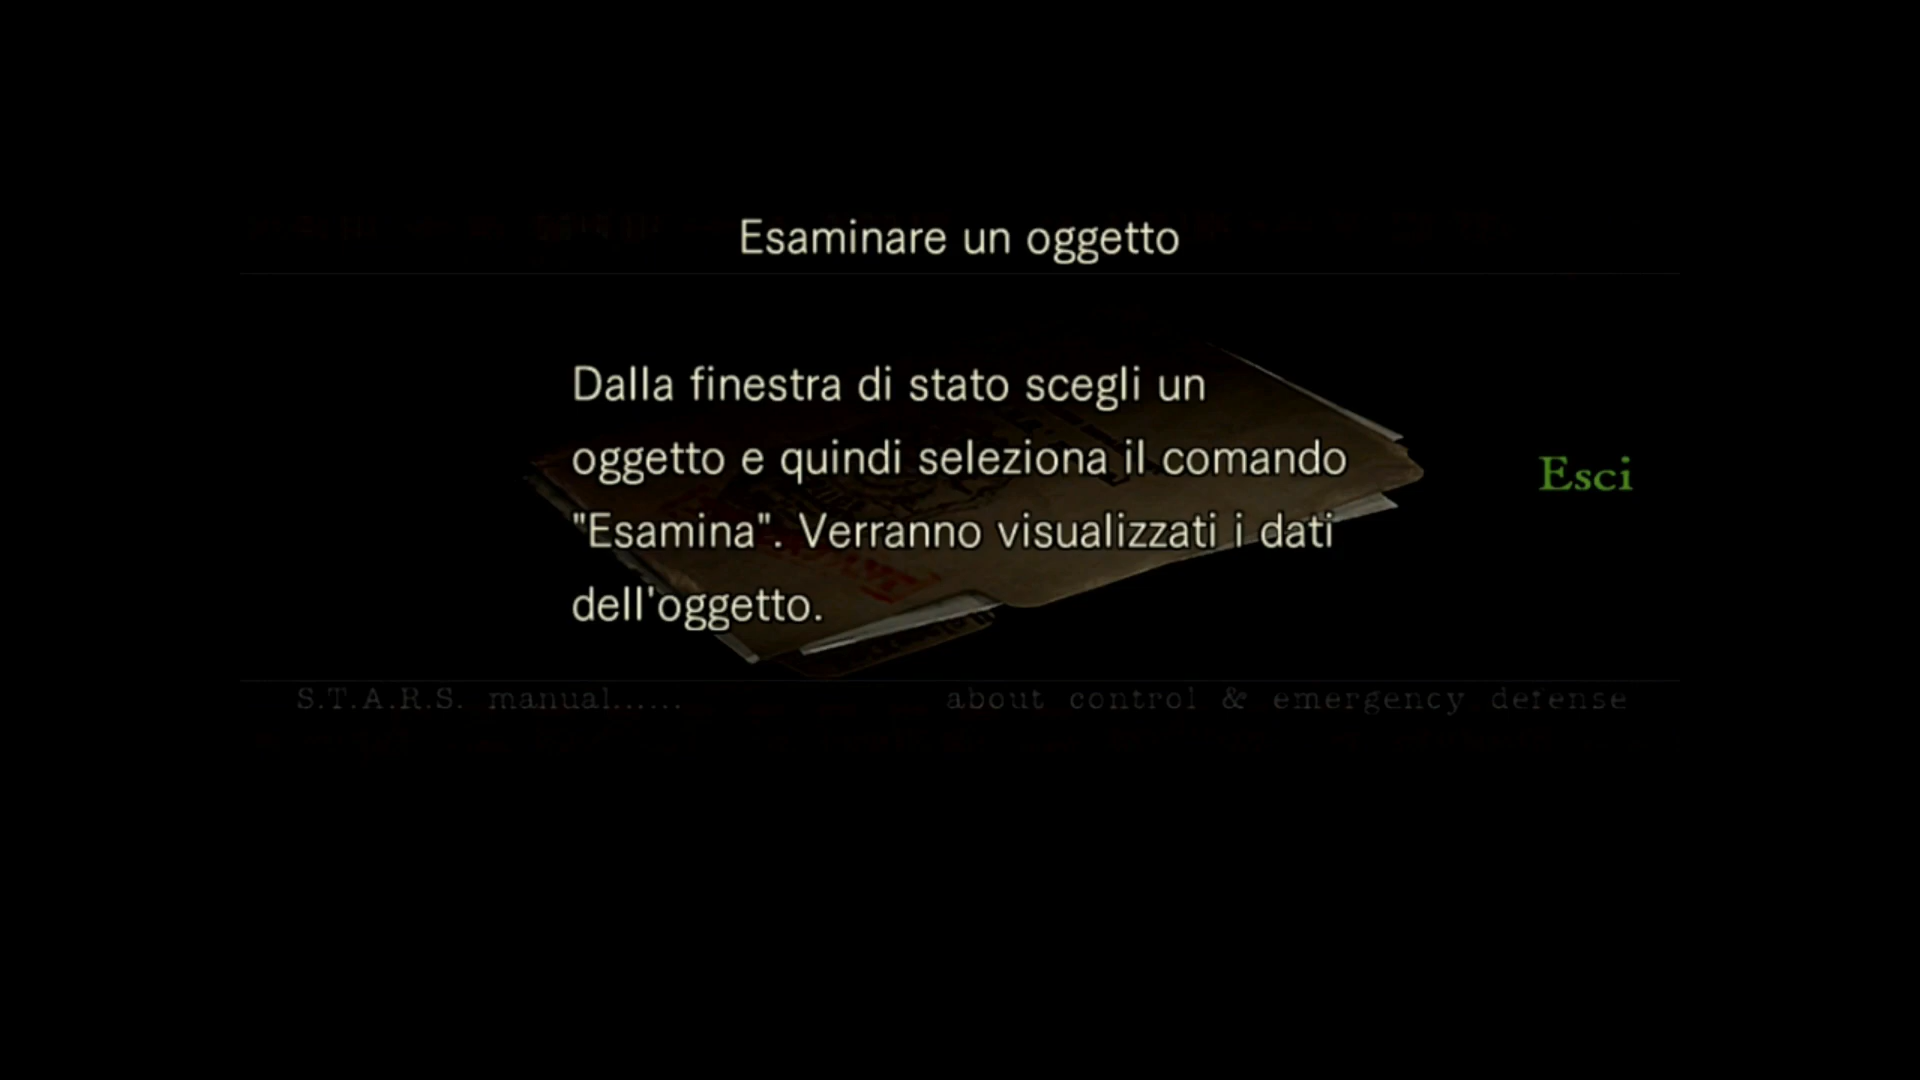 Esaminare un oggetto
Dalla finestra di stato scegli un
oggetto e quindi seleziona il comando
"Esamina". Verranno visualizzati i dati
dell'oggetto.
Esci
S.T.A.R.S. manual...... about control & emergency defense